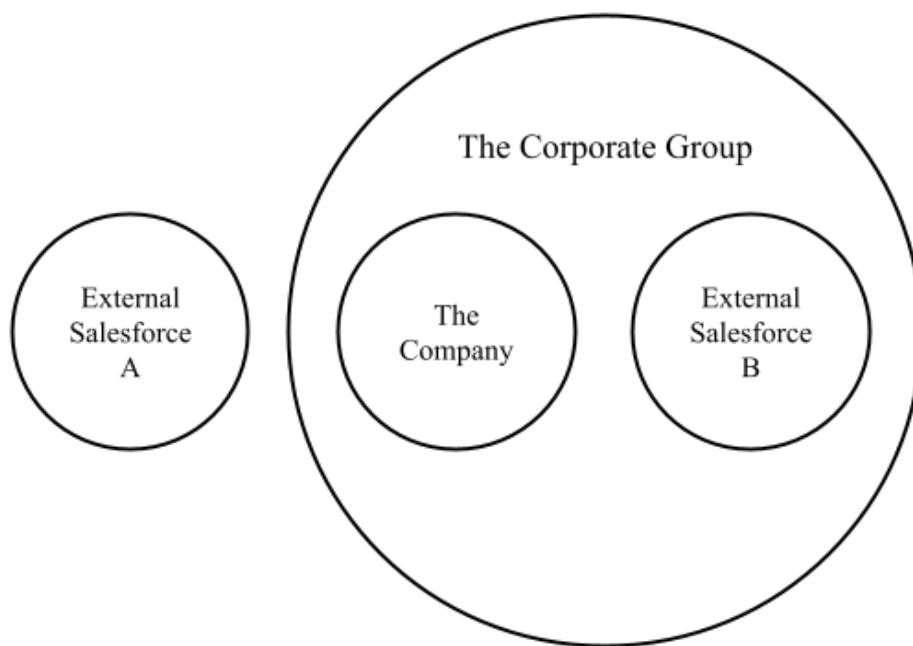 The Corporate Group
External
Salesforce
A
The
Company
External
Salesforce
B